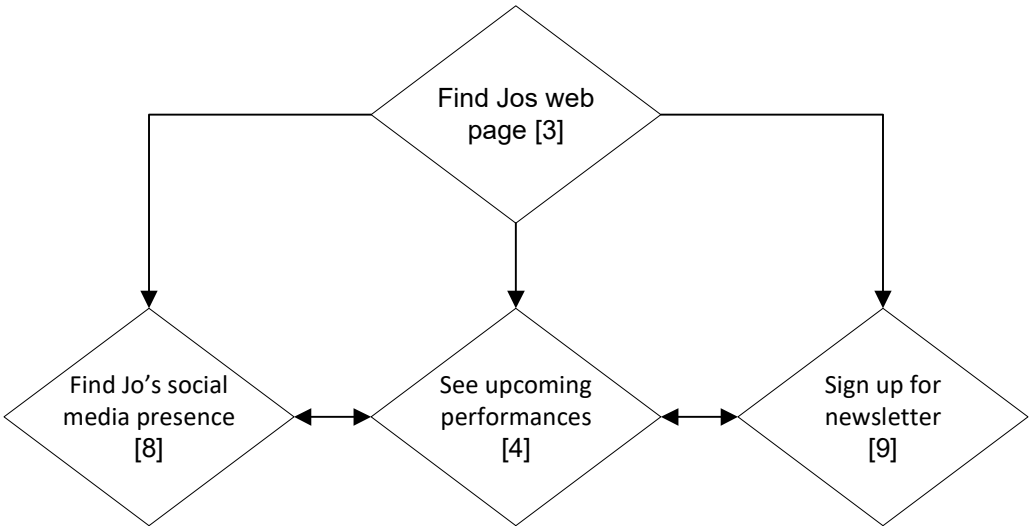 Find Jos web
page [3]
Find Jo’s social
media presence
[8]
See upcoming
performances
[4]
Sign up for
newsletter
[9]